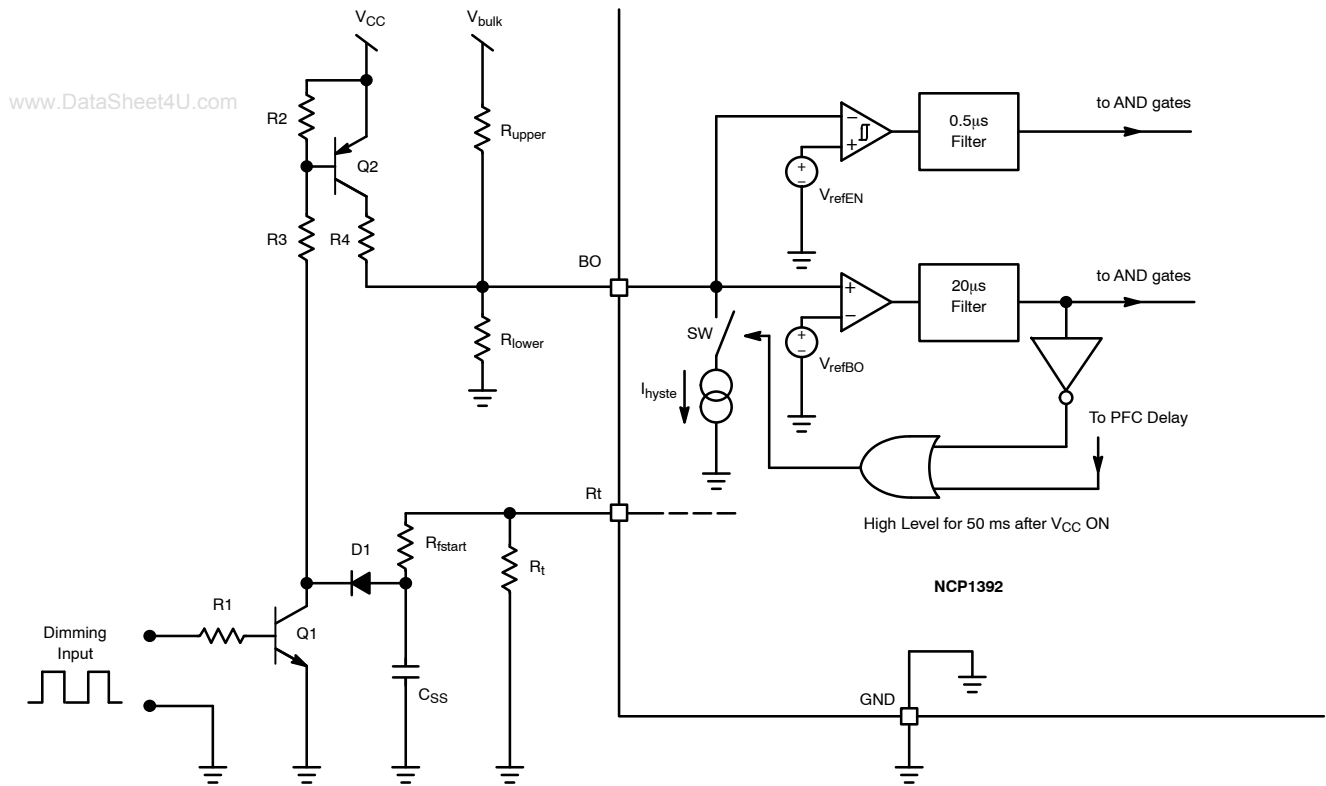 V_CC
V_bulk
www.DataSheet4U.com
R2
R_upper
Q2
R3
R4
BO
R_lower
−
+
+
−
V_refEN
0.5μs
Filter
to AND gates
+
−
+
−
V_refBO
20μs
Filter
to AND gates
SW
I_hyste
To PFC Delay
High Level for 50 ms after V_CC ON
Rt
R_fstart
R_t
D1
NCP1392
R1
Q1
Dimming
Input
C_SS
GND